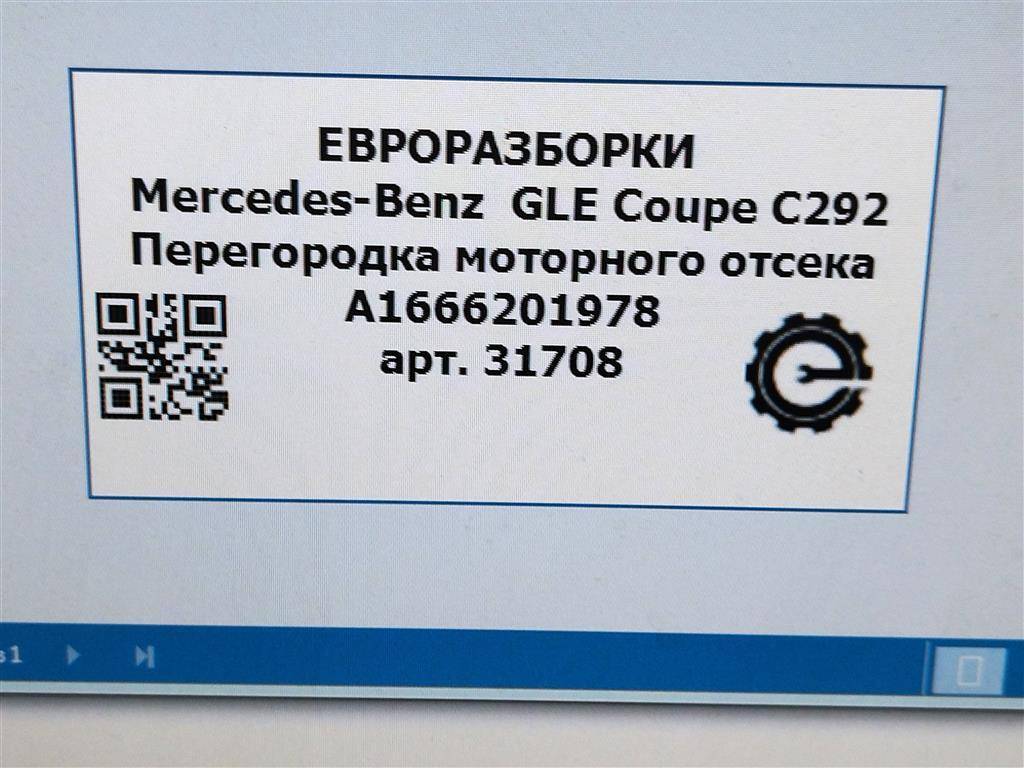 ЕВРОРАЗБОРКИ
Mercedes-Benz GLE Coupe C292
Перегородка моторного отсека
A1666201978
арт. 31708